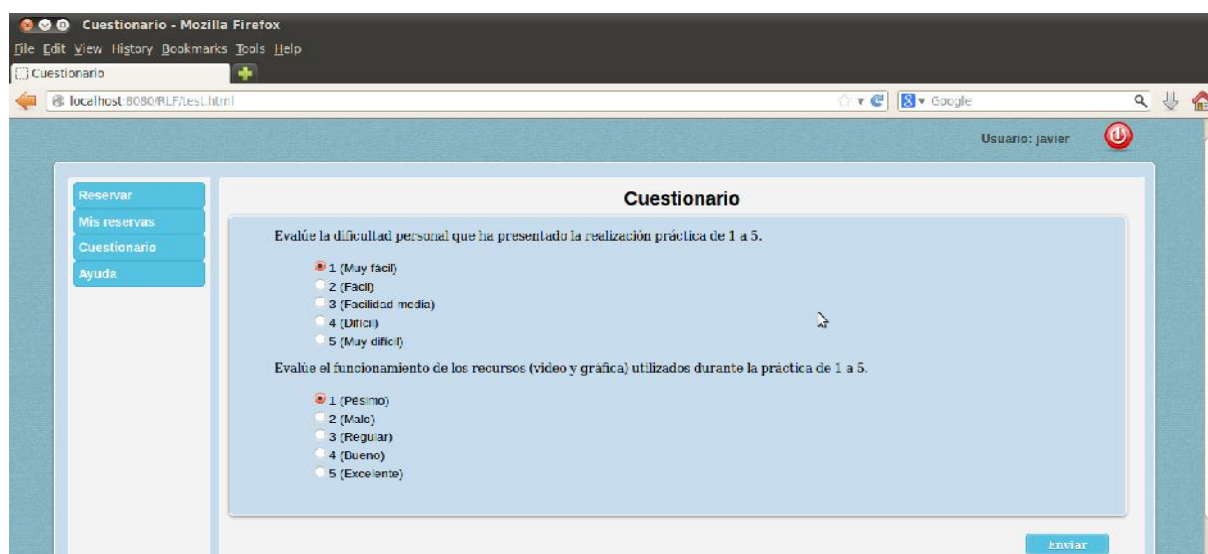 Cuestionario - Mozilla Firefox
File Edit View History Bookmarks Tools Help
Cuestionario
localhost:8080/RLF/test.html
Google
Usuario: javier
Reservar
Mis reservas
Cuestionario
Ayuda
Cuestionario
Evalúe la dificultad personal que ha presentado la realización práctica de 1 a 5.
1 (Muy fácil)
2 (Fácil)
3 (Facilidad media)
4 (Difícil)
5 (Muy difícil)
Evalúe el funcionamiento de los recursos (video y gráfica) utilizados durante la práctica de 1 a 5.
1 (Pésimo)
2 (Malo)
3 (Regular)
4 (Bueno)
5 (Excelente)
Enviar